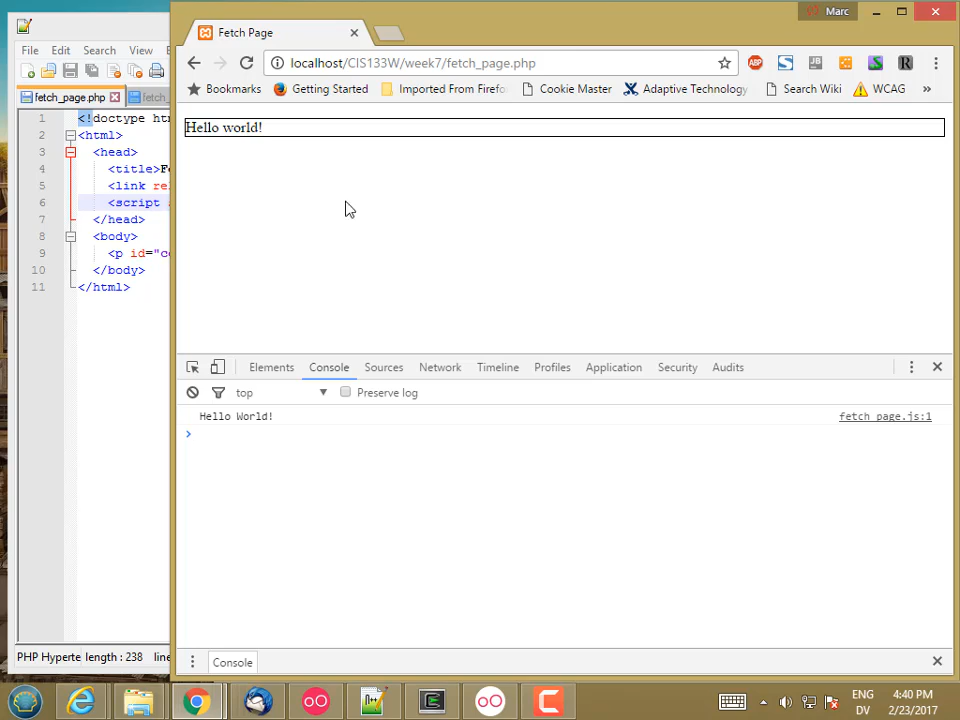 Marc
Fetch Page
File Edit Search View
localhost/CIS133W/week7/fetch_page.php
Bookmarks Getting Started Imported From Firefo Cookie Master Adaptive Technology Search Wiki WCAG »
fetch_page.php fetch_
1 <!doctype htm
2 <html>
3 <head>
4 <title>F
5 <link re
6 <script
7 </head>
8 <body>
9 <p id="c
10 </body>
11 </html>
Hello world!
Elements Console Sources Network Timeline Profiles Application Security Audits
top Preserve log
Hello World! fetch_page.js:1
>
Console
PHP Hyperte length : 238 line
ENG 4:40 PM
DV 2/23/2017